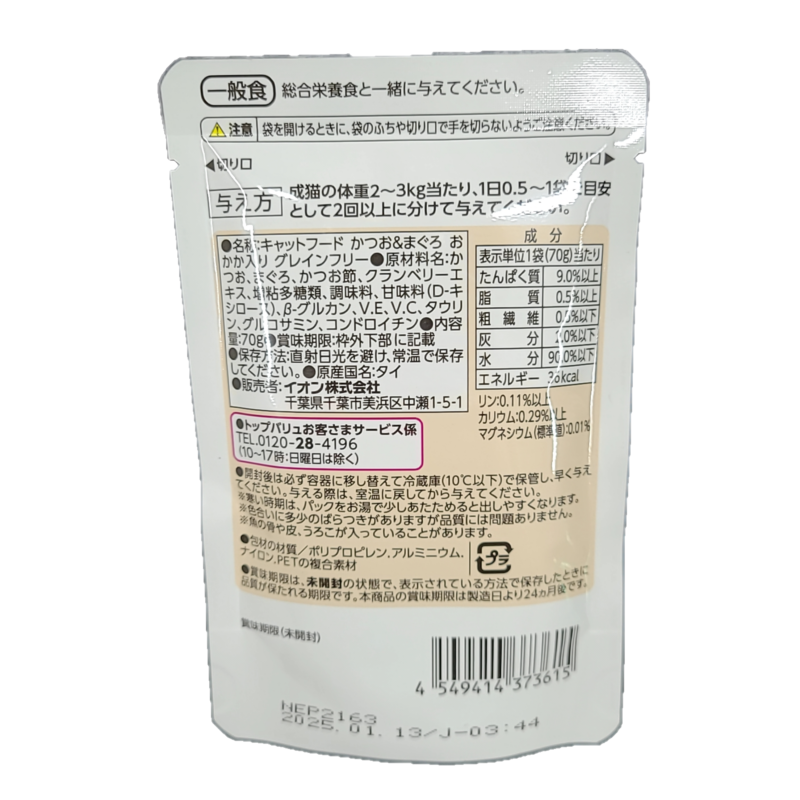 一般食 総合栄養食と一緒に与えてください。
注意 袋を開けるときに、袋のふちや切り口で手を切らないようご注意ください。
◀切り口 切り口▶
与え方 成猫の体重2～3kg当たり、1日0.5～1袋を目安
として2回以上に分けて与えてください。
●名称:キャットフード かつお&まぐろ お
かか入り グレインフリー●原材料名:か
つお、まぐろ、かつお節、クランベリーエ
キス、増粘多糖類、調味料、甘味料(D-キ
シロース)、β-グルカン、V.E、V.C、タウリ
ン、グルコサミン、コンドロイチン●内容
量:70g●賞味期限:枠外下部に記載
●保存方法:直射日光を避け、常温で保存
してください。●原産国名:タイ
●販売者:イオン株式会社
千葉県千葉市美浜区中瀬1-5-1
成分
表示単位1袋(70g)当たり
たんぱく質 9.0%以上
脂質 0.5%以上
粗繊維 0.5%以下
灰分 3.0%以下
水分 90.0%以下
エネルギー 36kcal
リン:0.11%以上
カリウム:0.29%以上
マグネシウム(標準値):0.01%
●トップバリュお客さまサービス係
TEL.0120-28-4196
(10～17時:日曜日は除く)
●開封後は必ず容器に移し替えて冷蔵庫(10℃以下)で保管し、早く与え
てください。与える際は、室温に戻してから与えてください。
※寒い時期は、パックをお湯で少しあたためると出しやすくなります。
※色合いに多少のばらつきがありますが品質には問題ありません。
※魚の骨や皮、うろこが入っていることがあります。
●包材の材質/ポリプロピレン、アルミニウム、
ナイロン、PETの複合素材
プラ
●賞味期限は、未開封の状態で、表示されている方法で保存したときに
品質が保たれる期限です。本商品の賞味期限は製造日より24ヵ月後です。
賞味期限(未開封)
4 549414 373615
NEP2163
2025.01.13/J-03:44